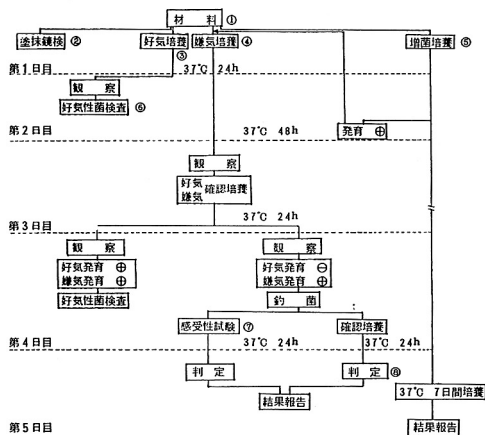 材料 ①
塗抹鏡検 ② 好気培養 嫌気培養 ④ 増菌培養 ⑤
③
第1日目 37℃ 24h
観察
好気性菌検査 ⑥
発育 ⊕
第2日目 37℃ 48h
観察
好気
嫌気 確認培養
37℃ 24h
第3日目
観察 観察
好気発育 ⊕ 好気発育 ⊖
嫌気発育 ⊕ 嫌気発育 ⊕
好気性菌検査 釣菌
感受性試験 ⑦ 確認培養
第4日目 37℃ 24h 37℃ 24h
判定 判定 ⑧
37℃ 7日間培養
結果報告
第5日目 結果報告